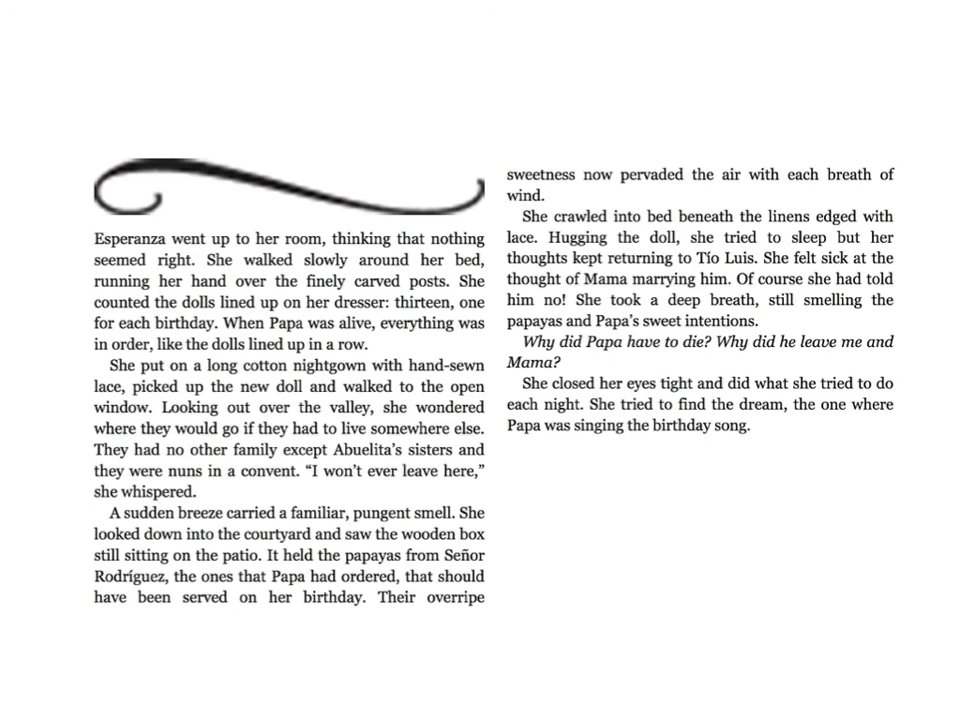 Esperanza went up to her room, thinking that nothing
seemed right. She walked slowly around her bed,
running her hand over the finely carved posts. She
counted the dolls lined up on her dresser: thirteen, one
for each birthday. When Papa was alive, everything was
in order, like the dolls lined up in a row.
She put on a long cotton nightgown with hand-sewn
lace, picked up the new doll and walked to the open
window. Looking out over the valley, she wondered
where they would go if they had to live somewhere else.
They had no other family except Abuelita’s sisters and
they were nuns in a convent. “I won’t ever leave here,”
she whispered.
A sudden breeze carried a familiar, pungent smell. She
looked down into the courtyard and saw the wooden box
still sitting on the patio. It held the papayas from Señor
Rodríguez, the ones that Papa had ordered, that should
have been served on her birthday. Their overripe
sweetness now pervaded the air with each breath of
wind.
She crawled into bed beneath the linens edged with
lace. Hugging the doll, she tried to sleep but her
thoughts kept returning to Tío Luis. She felt sick at the
thought of Mama marrying him. Of course she had told
him no! She took a deep breath, still smelling the
papayas and Papa’s sweet intentions.
Why did Papa have to die? Why did he leave me and
Mama?
She closed her eyes tight and did what she tried to do
each night. She tried to find the dream, the one where
Papa was singing the birthday song.